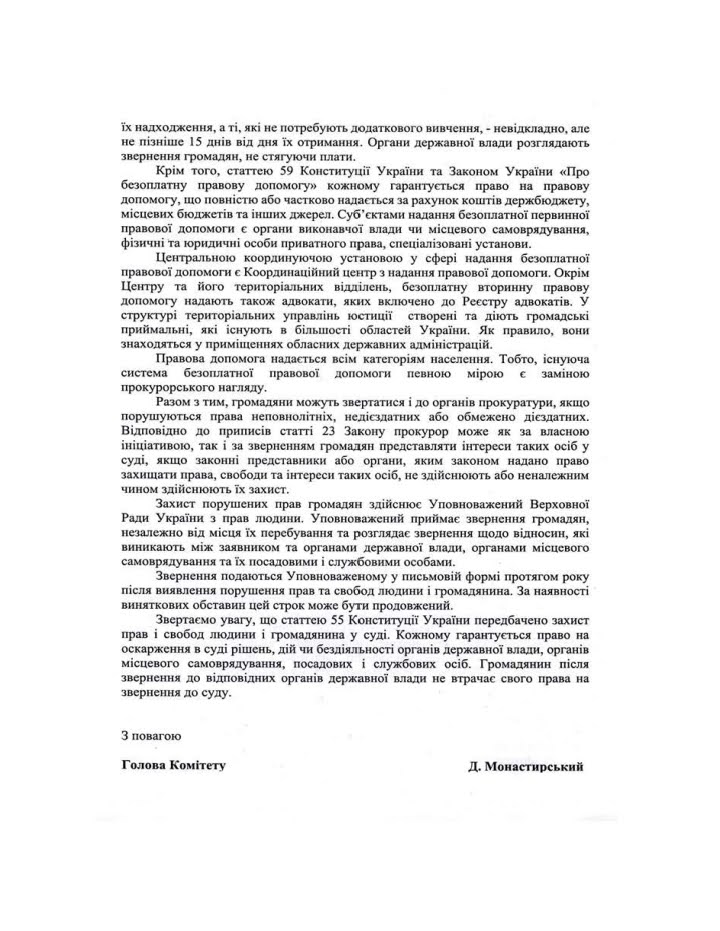 їх надходження, а ті, які не потребують додаткового вивчення, - невідкладно, але
не пізніше 15 днів від дня їх отримання. Органи державної влади розглядають
звернення громадян, не стягуючи плати.
Крім того, статтею 59 Конституції України та Законом України «Про
безоплатну правову допомогу» кожному гарантується право на правову
допомогу, що повністю або частково надається за рахунок коштів держбюджету,
місцевих бюджетів та інших джерел. Суб’єктами надання безоплатної первинної
правової допомоги є органи виконавчої влади чи місцевого самоврядування,
фізичні та юридичні особи приватного права, спеціалізовані установи.
Центральною координуючою установою у сфері надання безоплатної
правової допомоги є Координаційний центр з надання правової допомоги. Окрім
Центру та його територіальних відділень, безоплатну вторинну правову
допомогу надають також адвокати, яких включено до Реєстру адвокатів. У
структурі територіальних управлінь юстиції створені та діють громадські
приймальні, які існують в більшості областей України. Як правило, вони
знаходяться у приміщеннях обласних державних адміністрацій.
Правова допомога надається всім категоріям населення. Тобто, існуюча
система безоплатної правової допомоги певною мірою є заміною
прокурорського нагляду.
Разом з тим, громадяни можуть звертатися і до органів прокуратури, якщо
порушуються права неповнолітніх, недієздатних або обмежено дієздатних.
Відповідно до приписів статті 23 Закону прокурор може як за власною
ініціативою, так і за зверненням громадян представляти інтереси таких осіб у
суді, якщо законні представники або органи, яким законом надано право
захищати права, свободи та інтереси таких осіб, не здійснюють або неналежним
чином здійснюють їх захист.
Захист порушених прав громадян здійснює Уповноважений Верховної
Ради України з прав людини. Уповноважений приймає звернення громадян,
незалежно від місця їх перебування та розглядає звернення щодо відносин, які
виникають між заявником та органами державної влади, органами місцевого
самоврядування та їх посадовими і службовими особами.
Звернення подаються Уповноваженому у письмовій формі протягом року
після виявлення порушення прав та свобод людини і громадянина. За наявності
виняткових обставин цей строк може бути продовжений.
Звертаємо увагу, що статтею 55 Конституції України передбачено захист
прав і свобод людини і громадянина у суді. Кожному гарантується право на
оскарження в суді рішень, дій чи бездіяльності органів державної влади, органів
місцевого самоврядування, посадових і службових осіб. Громадянин після
звернення до відповідних органів державної влади не втрачає свого права на
звернення до суду.
З повагою
Голова Комітету Д. Монастирський